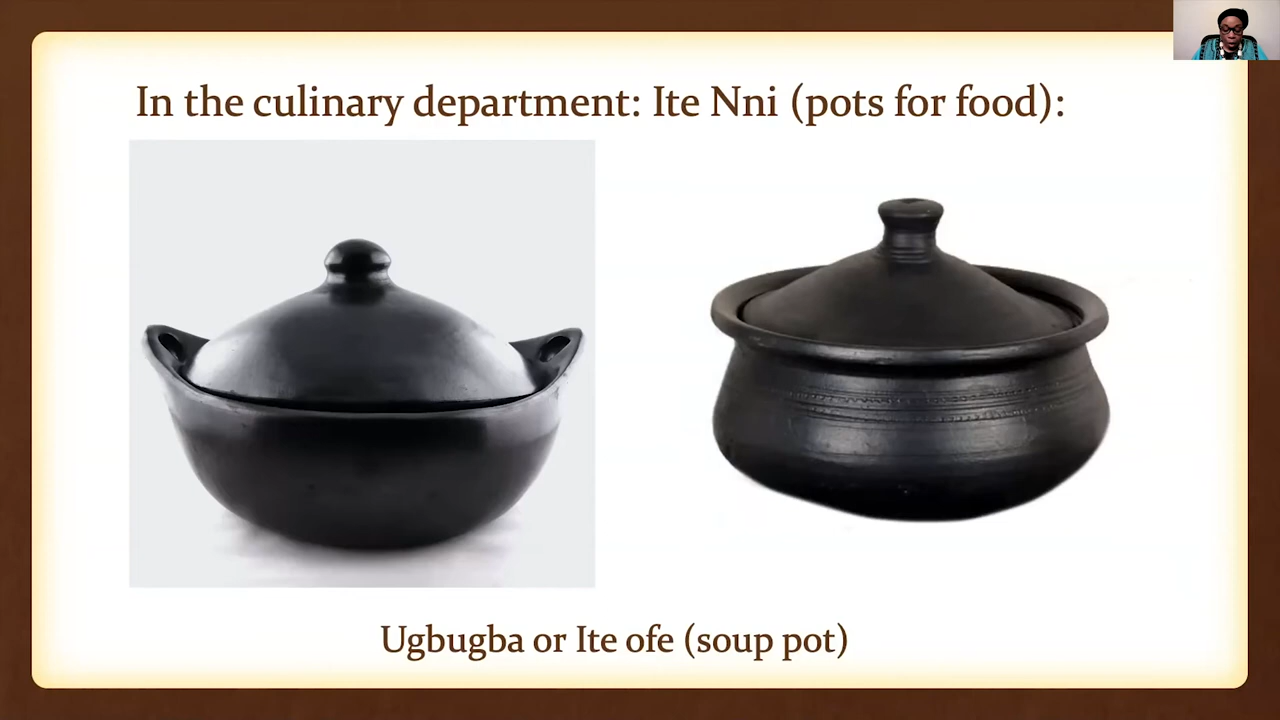 In the culinary department: Ite Nni (pots for food):
Ugbugba or Ite ofe (soup pot)